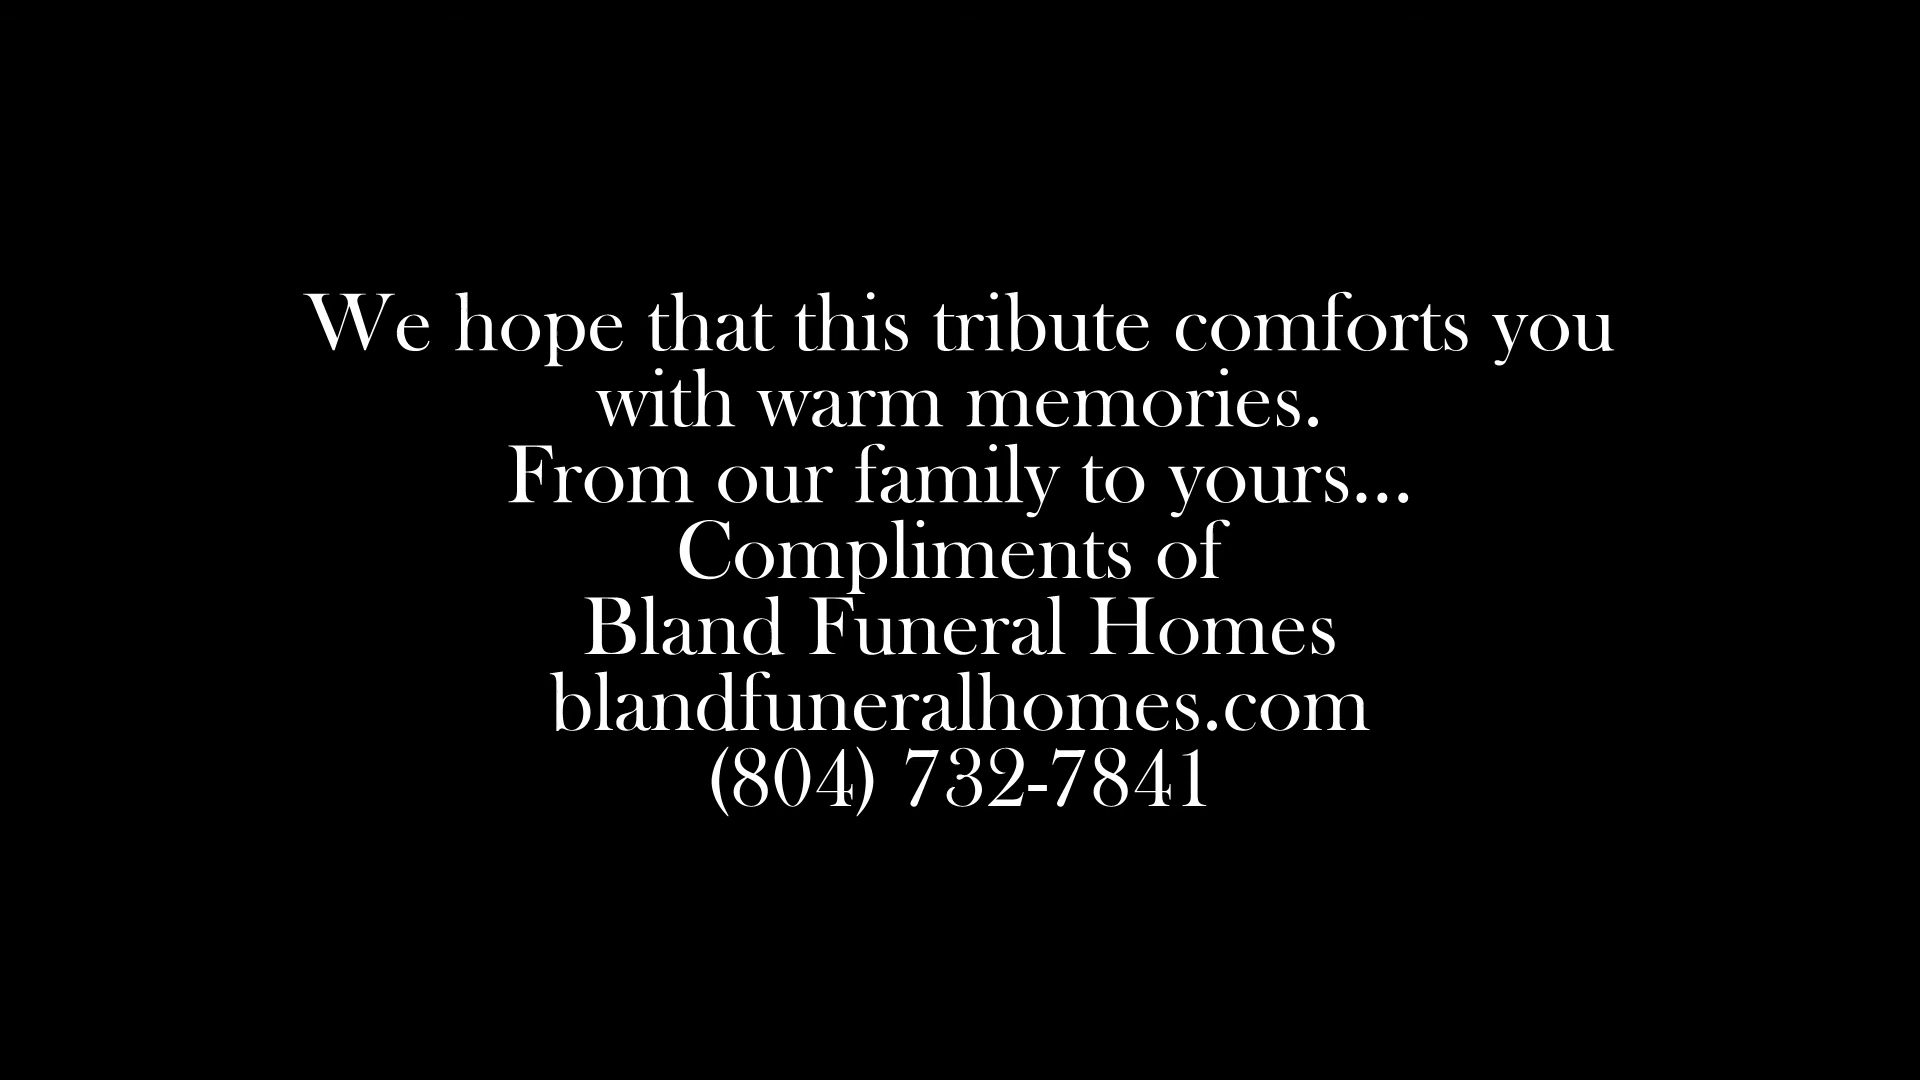 We hope that this tribute comforts you
with warm memories.
From our family to yours...
Compliments of
Bland Funeral Homes
blandfuneralhomes.com
(804) 732-7841